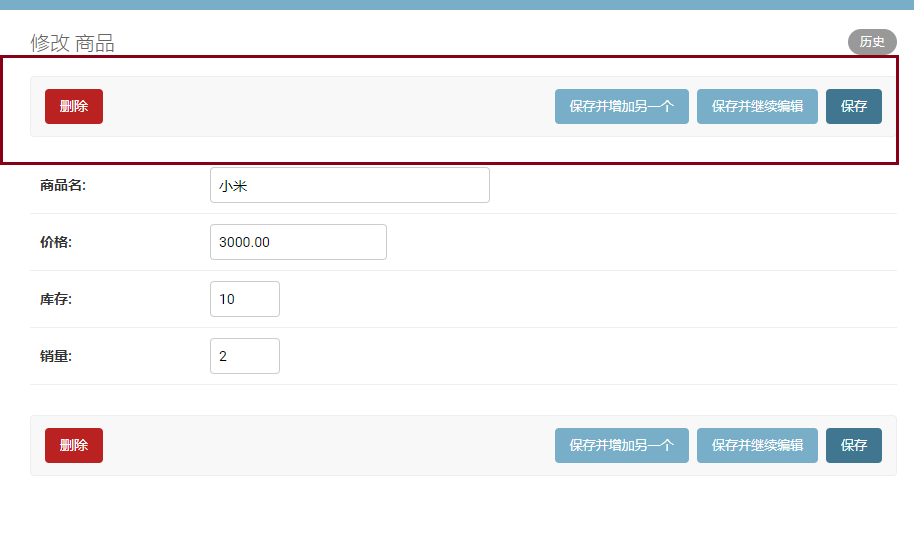 修改 商品
历史
删除 保存并增加另一个 保存并继续编辑 保存
商品名: 小米
价格: 3000.00
库存: 10
销量: 2
删除 保存并增加另一个 保存并继续编辑 保存